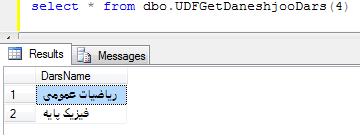 select * from dbo.UDFGetDaneshjooDars(4)
Results Messages
DarsName
1 ریاضیات عمومی
2 فیزیک پایه